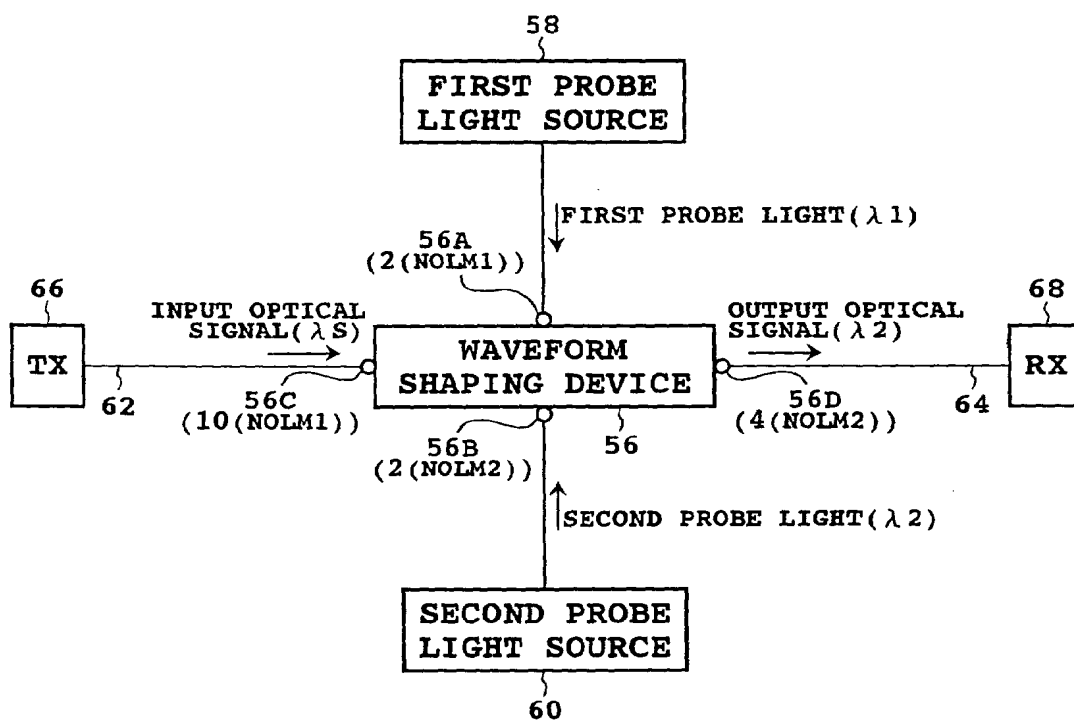 58
FIRST PROBE
LIGHT SOURCE
FIRST PROBE LIGHT(λ1)
56A
(2(NOLM1))
66
INPUT OPTICAL
SIGNAL(λS)
OUTPUT OPTICAL
SIGNAL(λ2)
68
TX
WAVEFORM
SHAPING DEVICE
RX
62
56C
(10(NOLM1))
56B
(2(NOLM2))
56
56D
(4(NOLM2))
64
SECOND PROBE LIGHT(λ2)
SECOND PROBE
LIGHT SOURCE
60